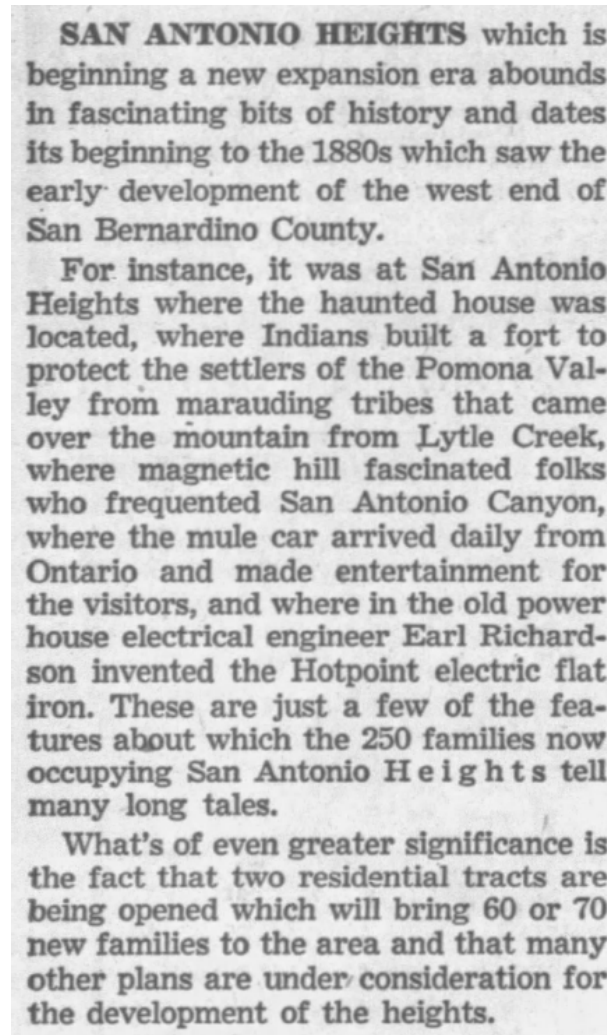 SAN ANTONIO HEIGHTS which is
beginning a new expansion era abounds
in fascinating bits of history and dates
its beginning to the 1880s which saw the
early development of the west end of
San Bernardino County.
For instance, it was at San Antonio
Heights where the haunted house was
located, where Indians built a fort to
protect the settlers of the Pomona Val-
ley from marauding tribes that came
over the mountain from Lytle Creek,
where magnetic hill fascinated folks
who frequented San Antonio Canyon,
where the mule car arrived daily from
Ontario and made entertainment for
the visitors, and where in the old power
house electrical engineer Earl Richard-
son invented the Hotpoint electric flat
iron. These are just a few of the fea-
tures about which the 250 families now
occupying San Antonio Heights tell
many long tales.
What's of even greater significance is
the fact that two residential tracts are
being opened which will bring 60 or 70
new families to the area and that many
other plans are under consideration for
the development of the heights.